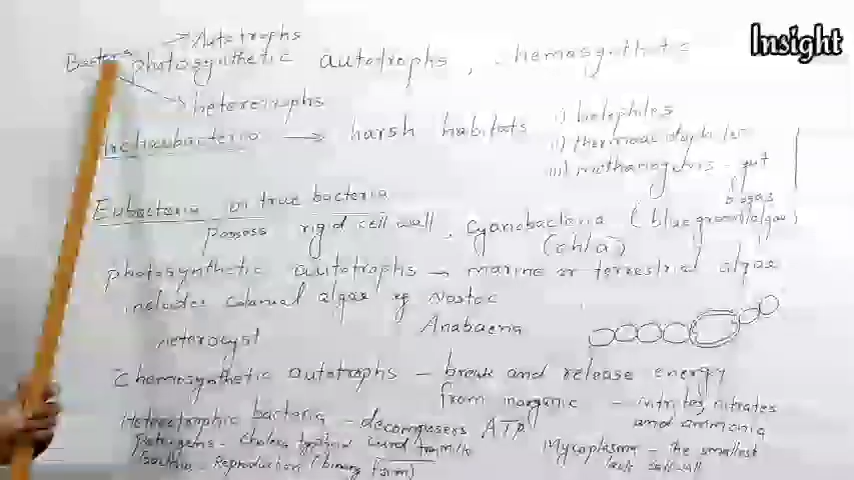 Insight
Autotrophs
Bacteria photosynthetic autotrophs, chemosynthetic
heterotrophs
Archaebacteria → harsh habitats i) halophiles
ii) thermoacidophiles
iii) methanogens - gut
biogas
Eubacteria or true bacteria
Possess rigid cell wall, cyanobacteria (blue green algae)
(chl a)
photosynthetic autotrophs - marine or terrestrial algae
includes colonial algae eg Nostoc
Anabaena
Heterocyst
Chemosynthetic autotrophs - break and release energy
from inorganic - nitrites, nitrates
and ammonia
Heterotrophic bacteria - decomposers ATP
pathogens - cholera typhoid curd from milk
Reproduction (binary
Mycoplasma - the smallest
lack cell wall